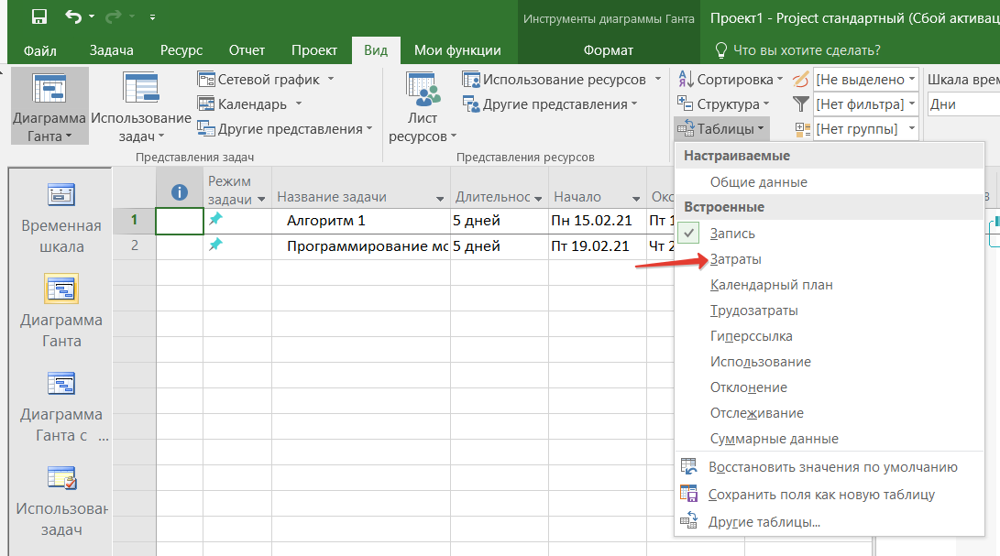 Инструменты диаграммы Ганта
Проект1 - Project стандартный (Сбой активац
Файл Задача Ресурс Отчет Проект Вид Мои функции Формат Что вы хотите сделать?
Диаграмма Ганта
Использование задач
Сетевой график
Календарь
Другие представления
Представления задач
Лист ресурсов
Использование ресурсов
Другие представления
Представления ресурсов
Сортировка
Структура
Таблицы
[Не выделено
[Нет фильтра]
[Нет группы]
Шкала врем
Дни
Настраиваемые
Общие данные
Встроенные
Запись
Затраты
Календарный план
Трудозатраты
Гиперссылка
Использование
Отклонение
Отслеживание
Суммарные данные
Восстановить значения по умолчанию
Сохранить поля как новую таблицу
Другие таблицы...
Временная
шкала
Диаграмма
Ганта
Диаграмма
Ганта с ...
Использован
задач
Режим задачи Название задачи Длительнос Начало Око
1 Алгоритм 1 5 дней Пн 15.02.21 Пт 1
2 Программирование мо 5 дней Пт 19.02.21 Чт 2